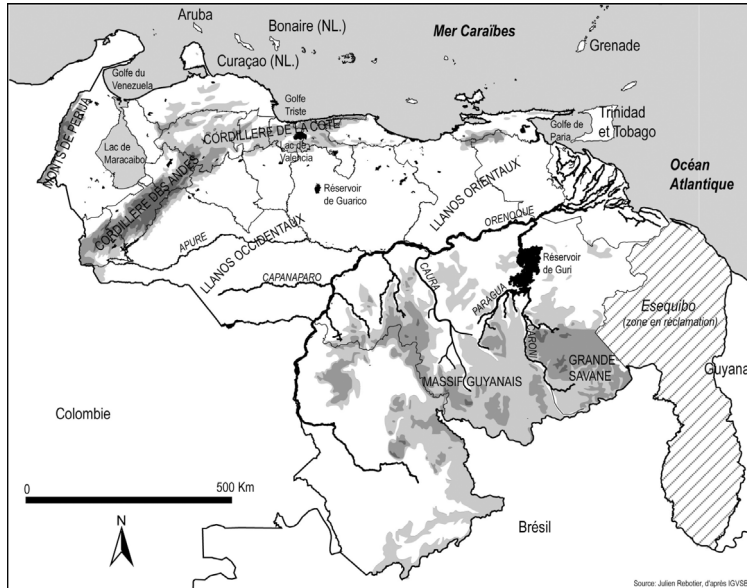 Aruba
Bonaire (NL.)
Mer Caraïbes
Grenade
Curaçao (NL.)
Golfe du
Venezuela
Golfe
Triste
MONTS DE PERIJA
CORDILLERE DE LA COTE
Golfe de
Paria
Trinidad
et Tobago
Lac de
Maracaibo
Lac de
Valencia
Océan
Atlantique
Réservoir
de Guarico
CORDILLERE DES ANDES
LLANOS ORIENTAUX
ORENOQUE
APURE
LLANOS OCCIDENTAUX
CAPANAPARO
CAURA
PARAGUA
Réservoir
de Guri
Esequibo
(zone en réclamation)
CARONI
GRANDE
SAVANE
MASSIF GUYANAIS
Guyana
Colombie
0
500 Km
N
Brésil
Source: Julien Rebotier, d'après IGVSB